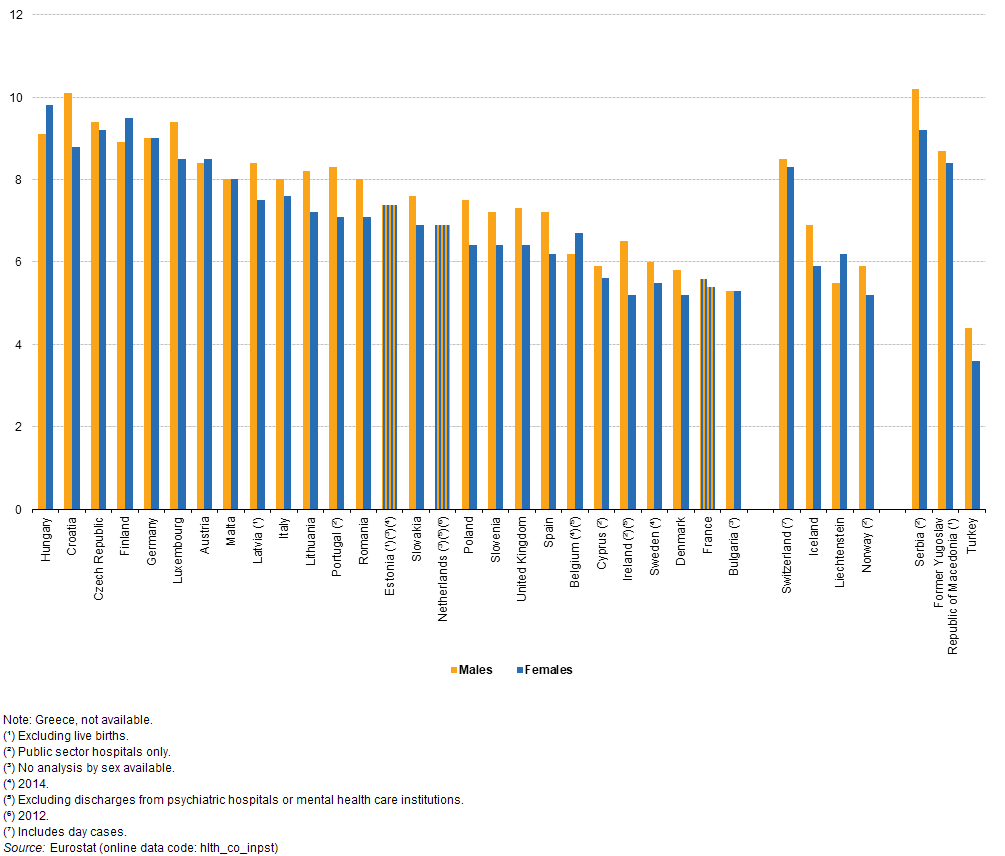 12
10
8
6
4
2
0
Hungary
Croatia
Czech Republic
Finland
Germany
Luxembourg
Austria
Malta
Latvia (¹)
Italy
Lithuania
Portugal (²)
Romania
Estonia (¹)(³)(⁴)
Slovakia
Netherlands (³)(⁵)(⁶)
Poland
Slovenia
United Kingdom
Spain
Belgium (⁴)(⁵)
Cyprus (²)
Ireland (²)(⁵)
Sweden (⁴)
Denmark
France
Bulgaria (³)
Switzerland (⁷)
Iceland
Liechtenstein
Norway (²)
Serbia (²)
Former Yugoslav
Republic of Macedonia (¹)
Turkey
Males Females
Note: Greece, not available.
(¹) Excluding live births.
(²) Public sector hospitals only.
(³) No analysis by sex available.
(⁴) 2014.
(⁵) Excluding discharges from psychiatric hospitals or mental health care institutions.
(⁶) 2012.
(⁷) Includes day cases.
Source: Eurostat (online data code: hlth_co_inpst)